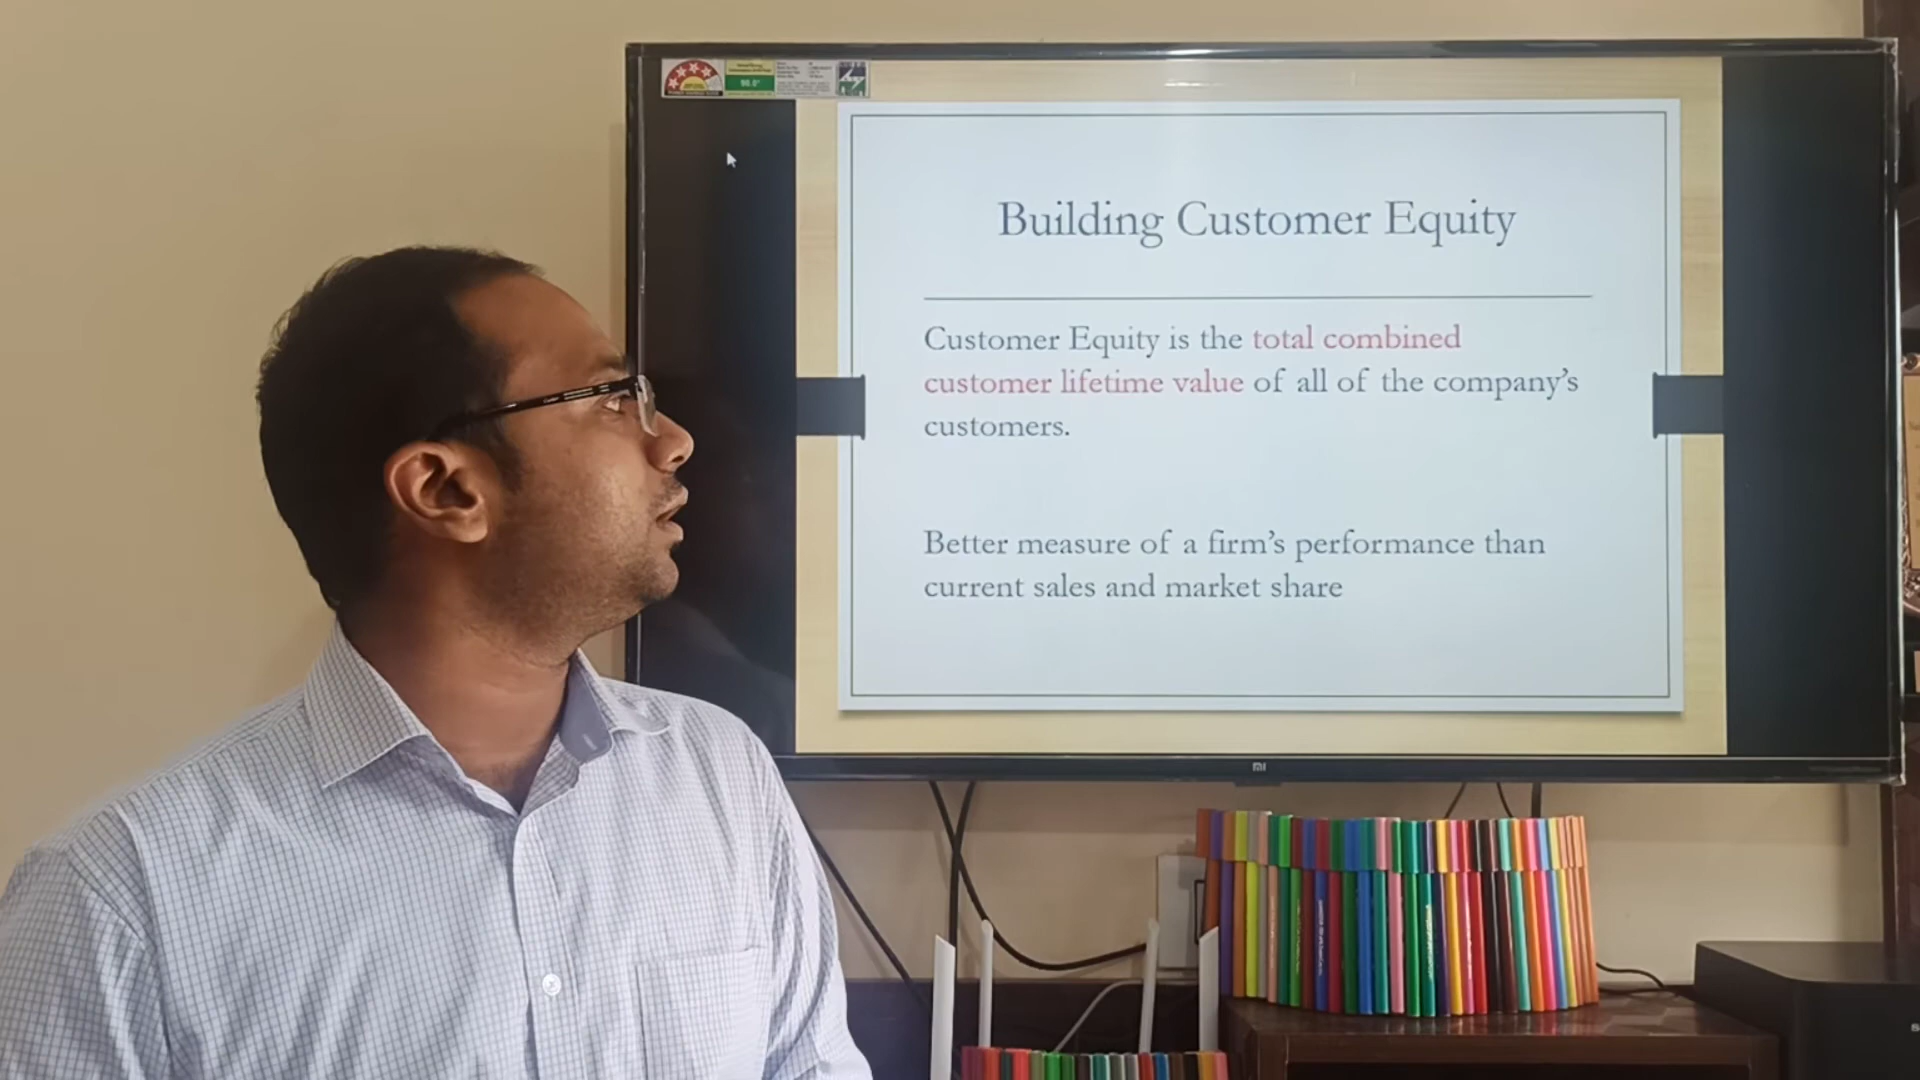 Building Customer Equity
Customer Equity is the total combined
customer lifetime value of all of the company's
customers.
Better measure of a firm's performance than
current sales and market share
mi